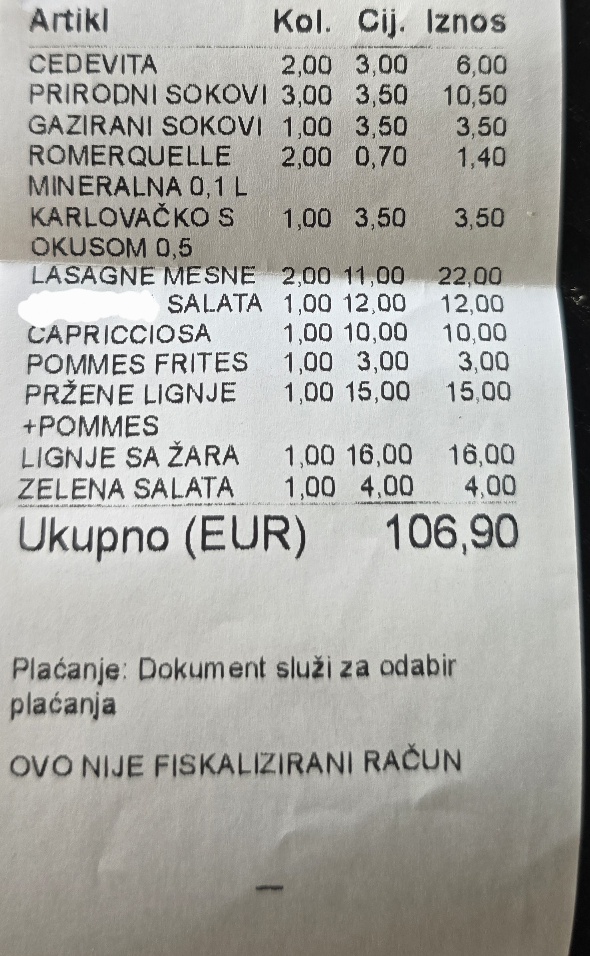 Artikl Kol. Cij. Iznos
CEDEVITA 2,00 3,00 6,00
PRIRODNI SOKOVI 3,00 3,50 10,50
GAZIRANI SOKOVI 1,00 3,50 3,50
ROMERQUELLE 2,00 0,70 1,40
MINERALNA 0,1 L
KARLOVAČKO S 1,00 3,50 3,50
OKUSOM 0,5
LASAGNE MESNE 2,00 11,00 22,00
SALATA 1,00 12,00 12,00
CAPRICCIOSA 1,00 10,00 10,00
POMMES FRITES 1,00 3,00 3,00
PRŽENE LIGNJE 1,00 15,00 15,00
+POMMES
LIGNJE SA ŽARA 1,00 16,00 16,00
ZELENA SALATA 1,00 4,00 4,00
Ukupno (EUR) 106,90
Plaćanje: Dokument služi za odabir
plaćanja
OVO NIJE FISKALIZIRANI RAČUN